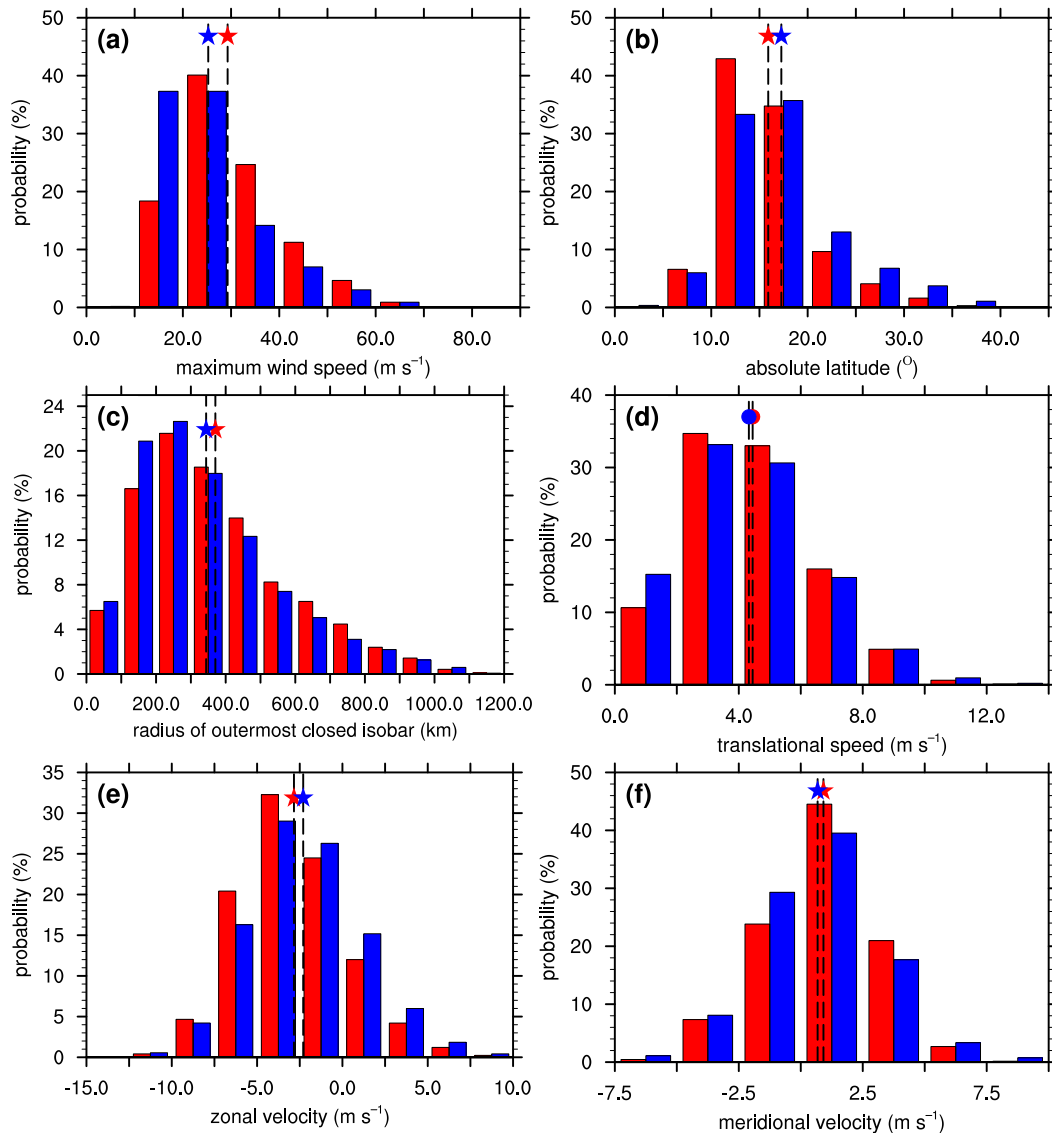 (a)
probability (%)
50
40
30
20
10
0
0.0 20.0 40.0 60.0 80.0
maximum wind speed (m s⁻¹)
(b)
probability (%)
50
40
30
20
10
0
0.0 10.0 20.0 30.0 40.0
absolute latitude (O)
(c)
probability (%)
24
20
16
12
8
4
0
0.0 200.0 400.0 600.0 800.0 1000.0 1200.0
radius of outermost closed isobar (km)
(d)
probability (%)
40
30
20
10
0
0.0 4.0 8.0 12.0
translational speed (m s⁻¹)
(e)
probability (%)
35
30
25
20
15
10
5
0
-15.0 -10.0 -5.0 0.0 5.0 10.0
zonal velocity (m s⁻¹)
(f)
probability (%)
50
40
30
20
10
0
-7.5 -2.5 2.5 7.5
meridional velocity (m s⁻¹)